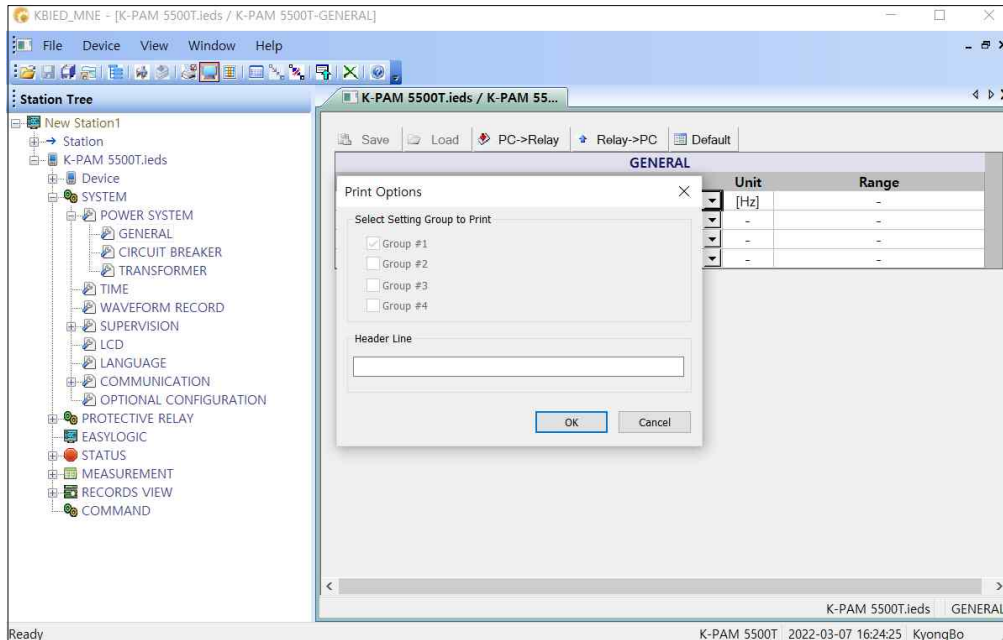 KBIED_MNE - [K-PAM 5500T.ieds / K-PAM 5500T-GENERAL]
File Device View Window Help
Station Tree
K-PAM 5500T.ieds / K-PAM 55...
New Station1
Station
K-PAM 5500T.ieds
Device
SYSTEM
POWER SYSTEM
GENERAL
CIRCUIT BREAKER
TRANSFORMER
TIME
WAVEFORM RECORD
SUPERVISION
LCD
LANGUAGE
COMMUNICATION
OPTIONAL CONFIGURATION
PROTECTIVE RELAY
EASYLOGIC
STATUS
MEASUREMENT
RECORDS VIEW
COMMAND
Save Load PC->Relay Relay->PC Default
GENERAL
Unit Range
[Hz] -
- -
- -
- -
Print Options
Select Setting Group to Print
Group #1
Group #2
Group #3
Group #4
Header Line
OK Cancel
K-PAM 5500T.ieds GENERAL
Ready K-PAM 5500T 2022-03-07 16:24:25 KyongBo